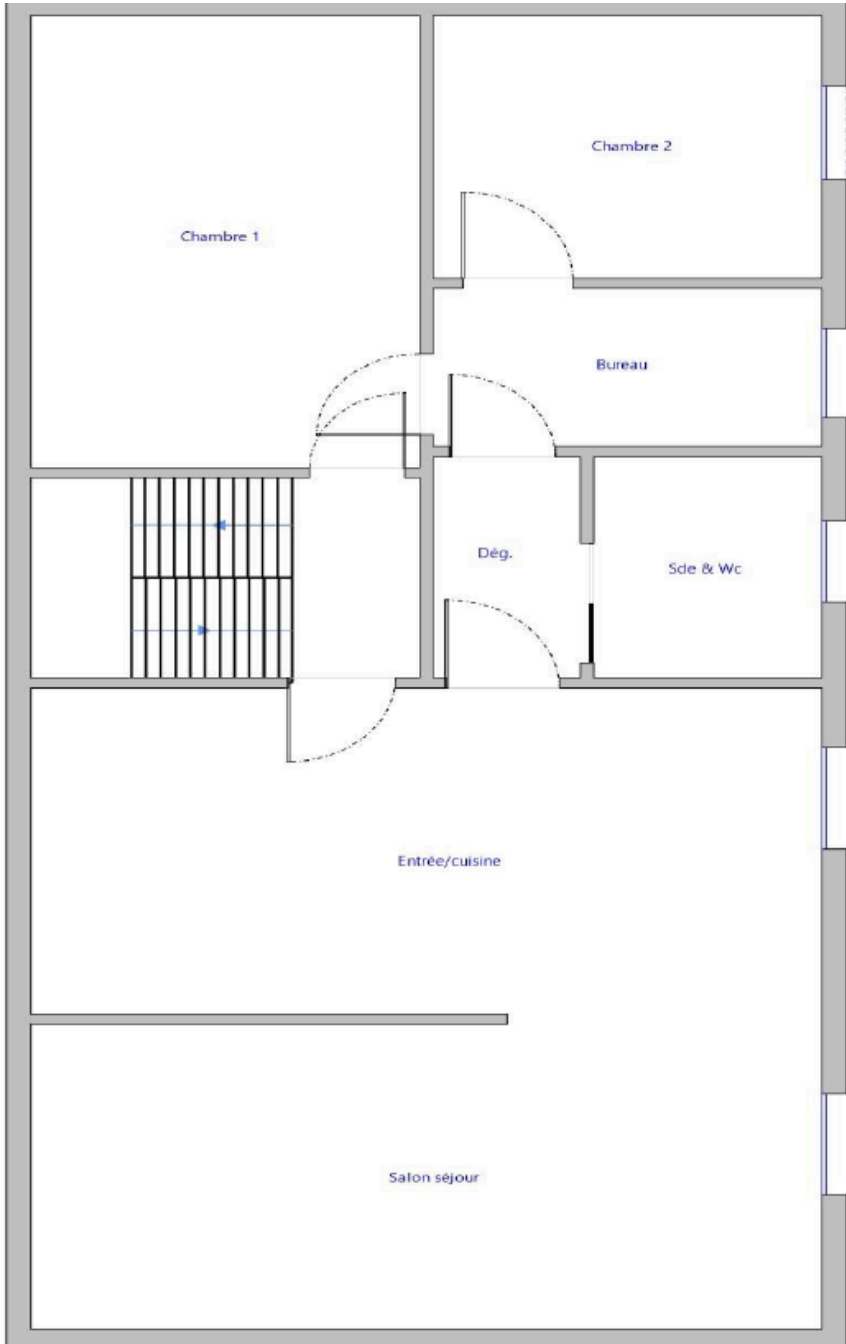 Chambre 2
Chambre 1
Bureau
Dég.
Sde & Wc
Entrée/cuisine
Salon séjour